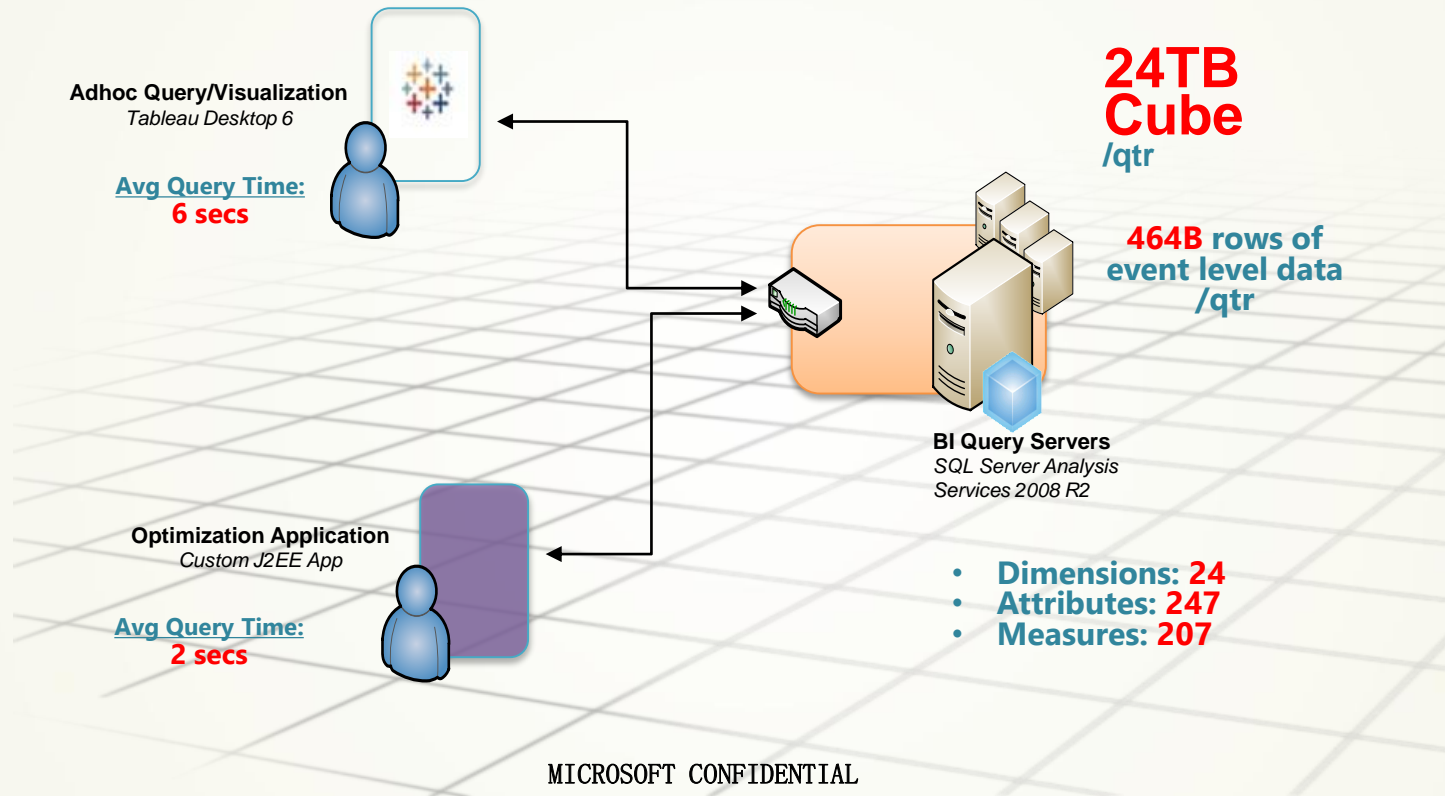 Adhoc Query/Visualization
Tableau Desktop 6
Avg Query Time:
6 secs
24TB
Cube
/qtr
464B rows of
event level data
/qtr
BI Query Servers
SQL Server Analysis
Services 2008 R2
Optimization Application
Custom J2EE App
Avg Query Time:
2 secs
• Dimensions: 24
• Attributes: 247
• Measures: 207
MICROSOFT CONFIDENTIAL